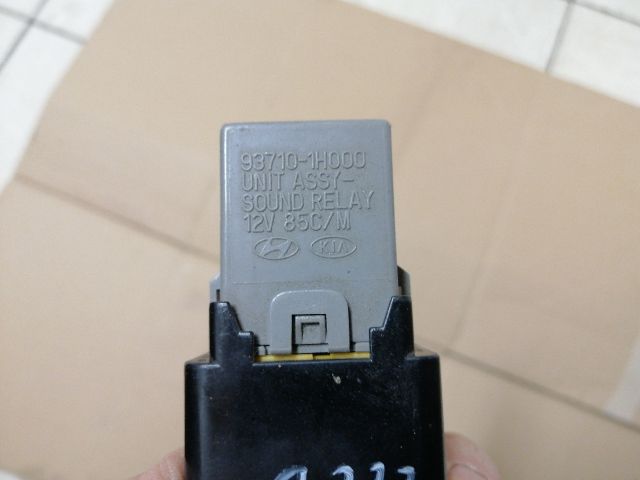 93710-1H000
UNIT ASSY-
SOUND RELAY
12V 85C/M
KIA